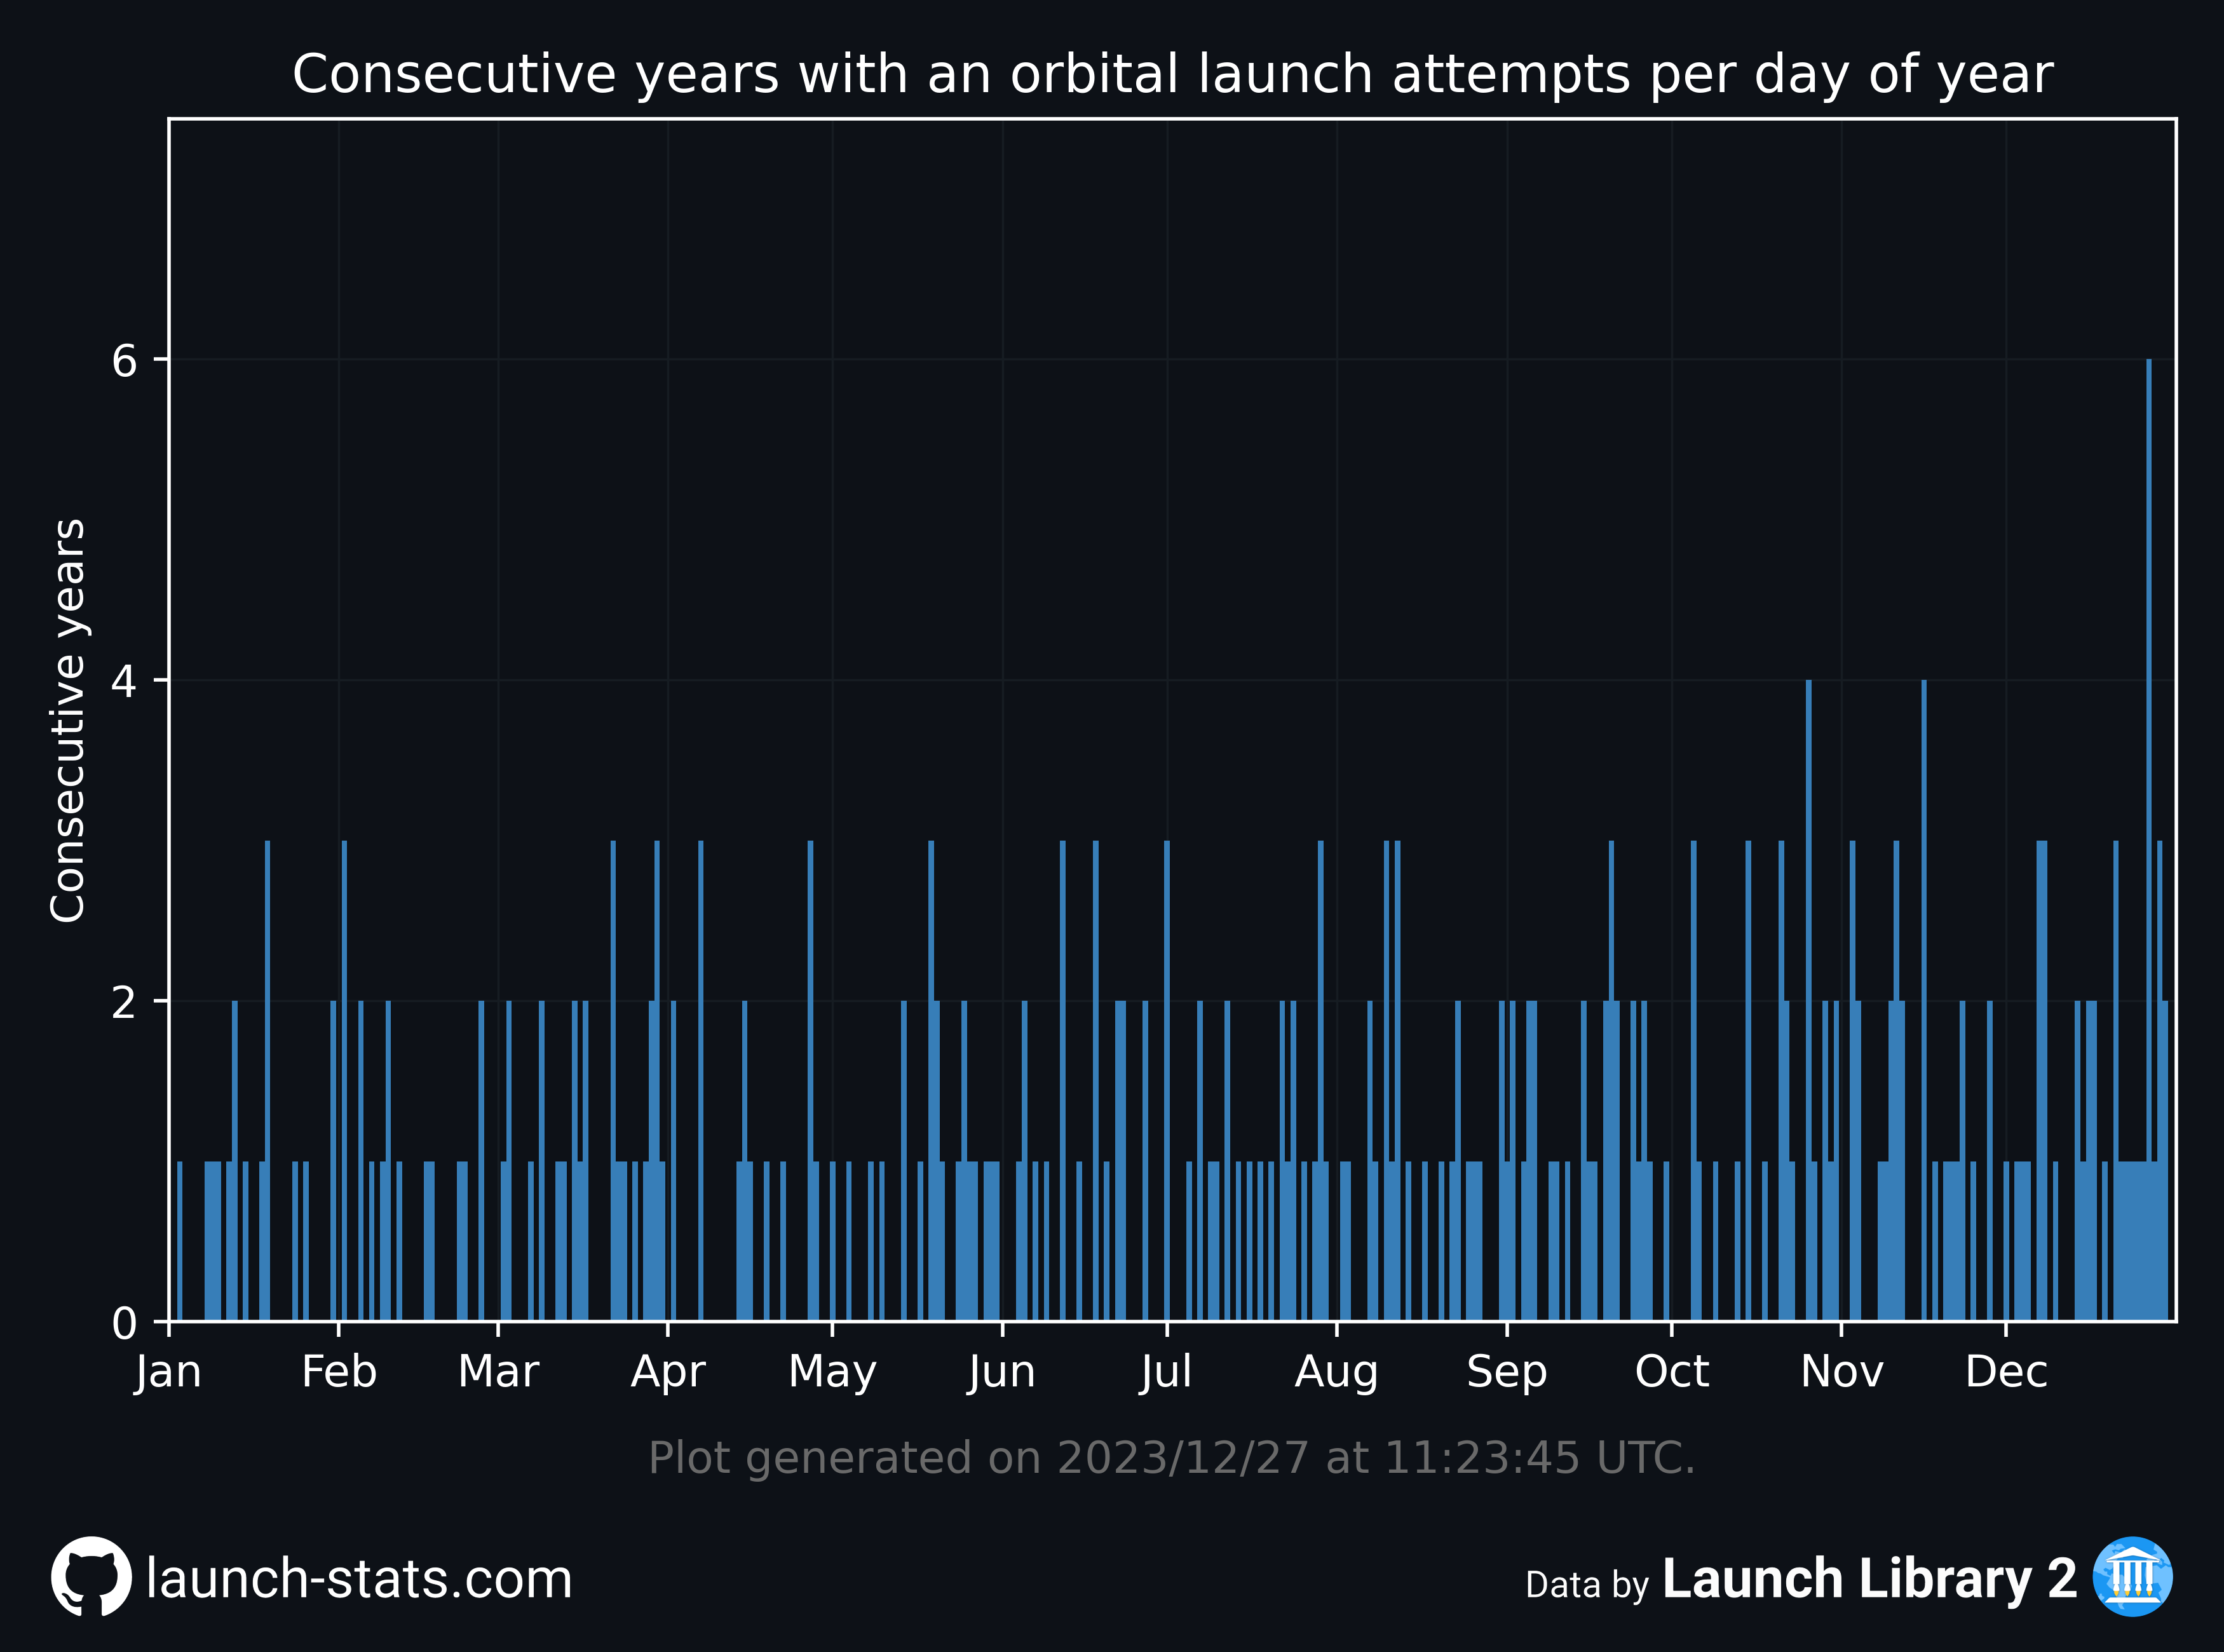 Consecutive years with an orbital launch attempts per day of year
Consecutive years
6
4
2
0
Jan Feb Mar Apr May Jun Jul Aug Sep Oct Nov Dec
Plot generated on 2023/12/27 at 11:23:45 UTC.
launch-stats.com
Data by Launch Library 2